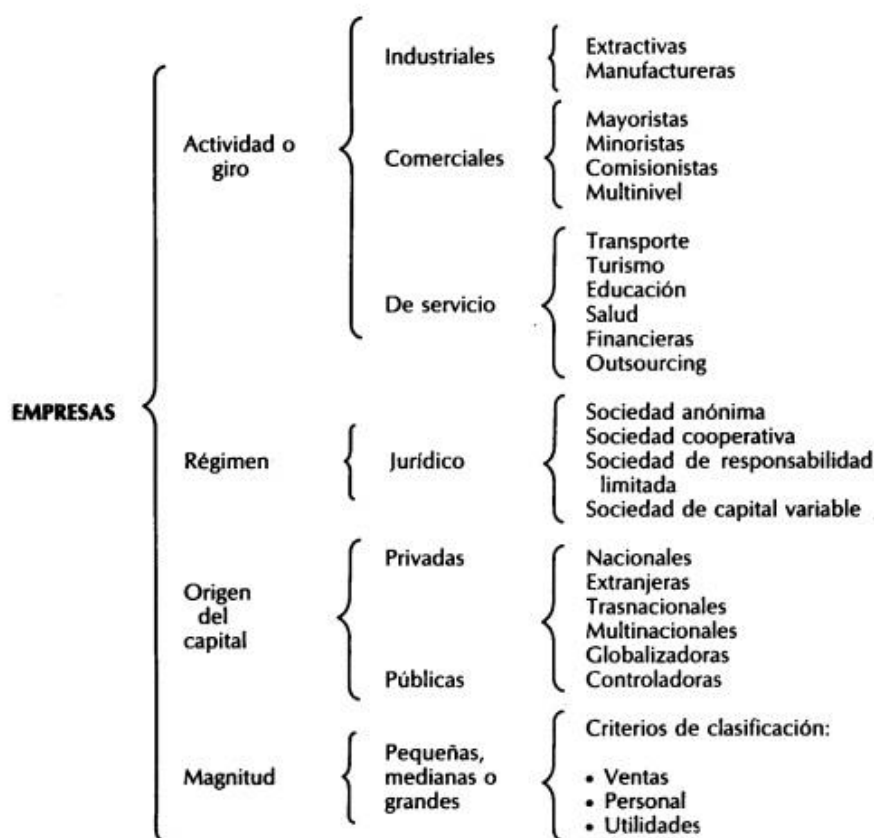 EMPRESAS
Actividad o
giro
Industriales
Extractivas
Manufactureras
Comerciales
Mayoristas
Minoristas
Comisionistas
Multinivel
De servicio
Transporte
Turismo
Educación
Salud
Financieras
Outsourcing
Régimen
Jurídico
Sociedad anónima
Sociedad cooperativa
Sociedad de responsabilidad
limitada
Sociedad de capital variable
Origen
del
capital
Privadas
Públicas
Nacionales
Extranjeras
Trasnacionales
Multinacionales
Globalizadoras
Controladoras
Magnitud
Pequeñas,
medianas o
grandes
Criterios de clasificación:
• Ventas
• Personal
• Utilidades